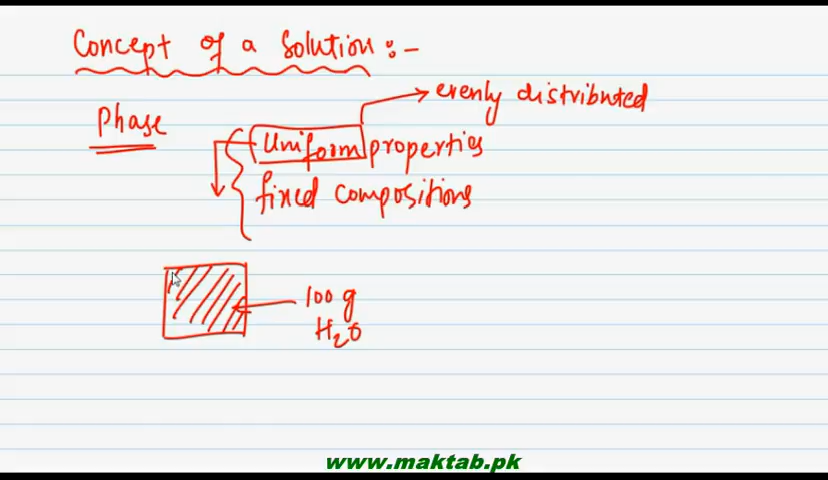 Concept of a Solution :-
evenly distributed
Phase
Uniform properties
fixed compositions
100 g
H2O
www.maktab.pk